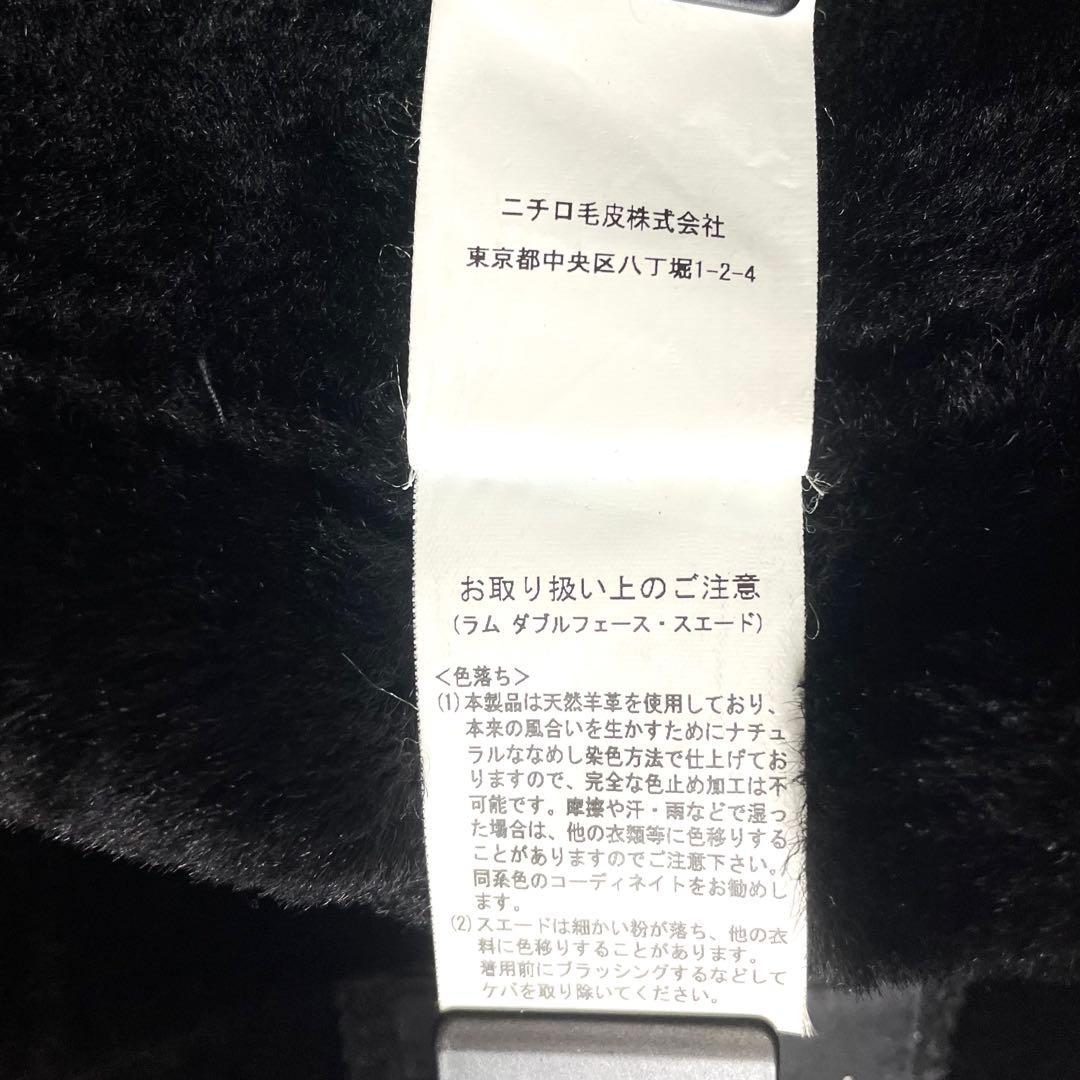 ニチロ毛皮株式会社
東京都中央区八丁堀1-2-4
お取り扱い上のご注意
(ラム ダブルフェース・スエード)
<色落ち>
(1)本製品は天然羊革を使用しており、
本来の風合いを生かすためにナチュ
ラルななめし染色方法で仕上げてお
りますので、完全な色止め加工は不
可能です。摩擦や汗・雨などで湿っ
た場合は、他の衣類等に色移りする
ことがありますのでご注意下さい。
同系色のコーディネイトをお勧めし
ます。
(2)スエードは細かい粉が落ち、他の衣
料に色移りすることがあります。
着用前にブラッシングするなどして
ケバを取り除いてください。